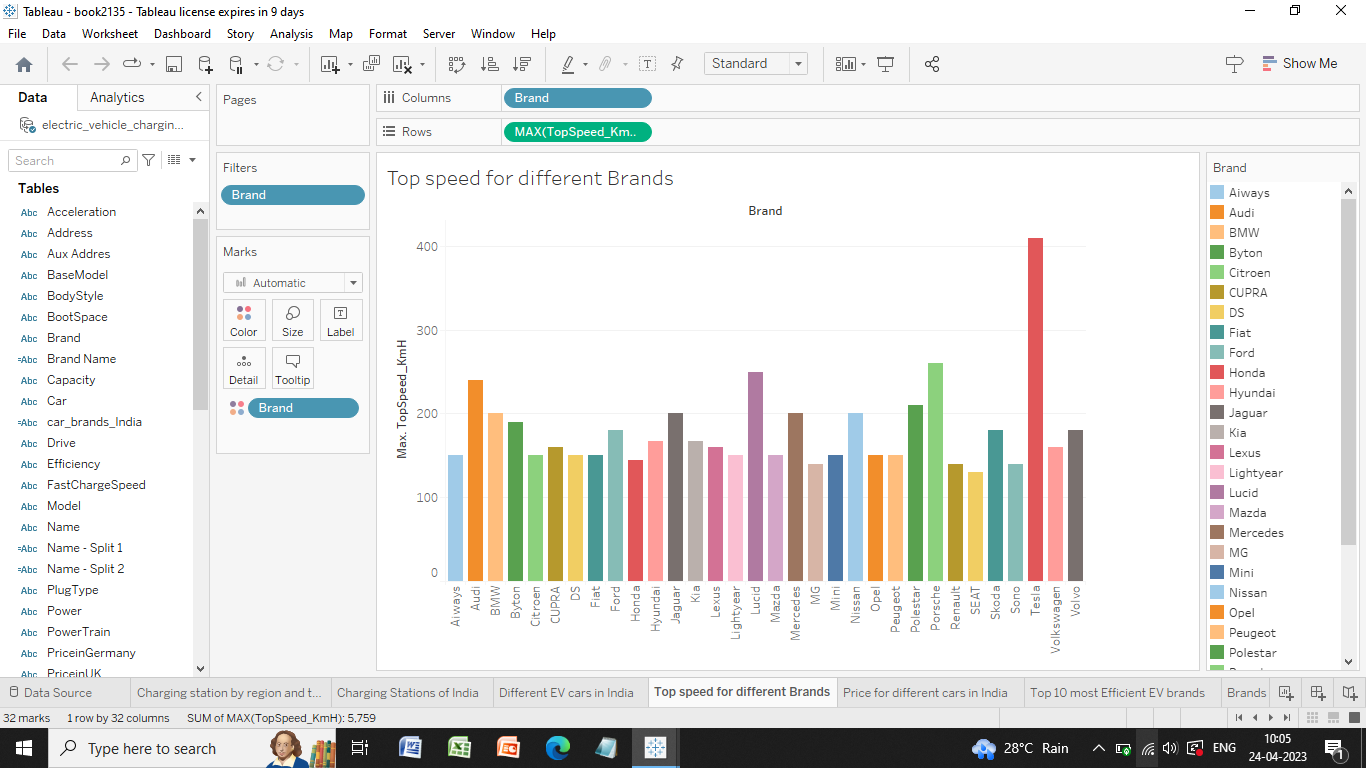 Tableau - book2135 - Tableau license expires in 9 days
File Data Worksheet Dashboard Story Analysis Map Format Server Window Help
Standard
Show Me
Data Analytics
electric_vehicle_chargin...
Search
Tables
Abc Acceleration
Abc Address
Abc Aux Addres
Abc BaseModel
Abc BodyStyle
Abc BootSpace
Abc Brand
=Abc Brand Name
Abc Capacity
Abc Car
=Abc car_brands_India
Abc Drive
Abc Efficiency
Abc FastChargeSpeed
Abc Model
Abc Name
=Abc Name - Split 1
=Abc Name - Split 2
Abc PlugType
Abc Power
Abc PowerTrain
Abc PriceinGermany
Abc PriceinUK
Pages
Filters
Brand
Marks
Automatic
Color Size Label
Detail Tooltip
Brand
Columns Brand
Rows MAX(TopSpeed_Km..
Top speed for different Brands
Brand
Max. TopSpeed_KmH
400
300
200
100
0
Aiways
Audi
BMW
Byton
Citroen
CUPRA
DS
Fiat
Ford
Honda
Hyundai
Jaguar
Kia
Lexus
Lightyear
Lucid
Mazda
Mercedes
MG
Mini
Nissan
Opel
Peugeot
Polestar
Porsche
Renault
SEAT
Skoda
Sono
Tesla
Volkswagen
Volvo
Brand
Aiways
Audi
BMW
Byton
Citroen
CUPRA
DS
Fiat
Ford
Honda
Hyundai
Jaguar
Kia
Lexus
Lightyear
Lucid
Mazda
Mercedes
MG
Mini
Nissan
Opel
Peugeot
Polestar
Data Source Charging station by region and t... Charging Stations of India Different EV cars in India Top speed for different Brands Price for different cars in India Top 10 most Efficient EV brands Brands
32 marks 1 row by 32 columns SUM of MAX(TopSpeed_KmH): 5,759
Type here to search
28°C Rain
ENG
10:05
24-04-2023
1